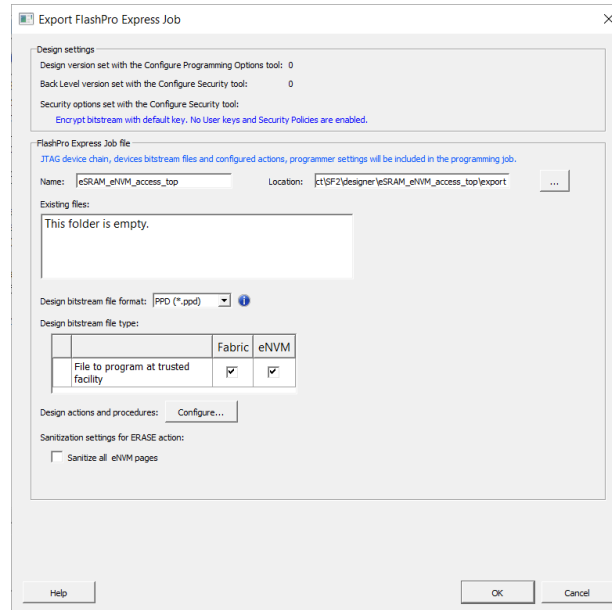 Export FlashPro Express Job
Design settings
Design version set with the Configure Programming Options tool: 0
Back Level version set with the Configure Security tool: 0
Security options set with the Configure Security tool:
Encrypt bitstream with default key. No User keys and Security Policies are enabled.
FlashPro Express Job file
JTAG device chain, devices bitstream files and configured actions, programmer settings will be included in the programming job.
Name: eSRAM_eNVM_access_top Location: ct\SF2\designer\eSRAM_eNVM_access_top\export ...
Existing files:
This folder is empty.
Design bitstream file format: PPD (*.ppd)
Design bitstream file type:
Fabric eNVM
File to program at trusted
facility
Design actions and procedures: Configure...
Sanitization settings for ERASE action:
Sanitize all eNVM pages
Help OK Cancel